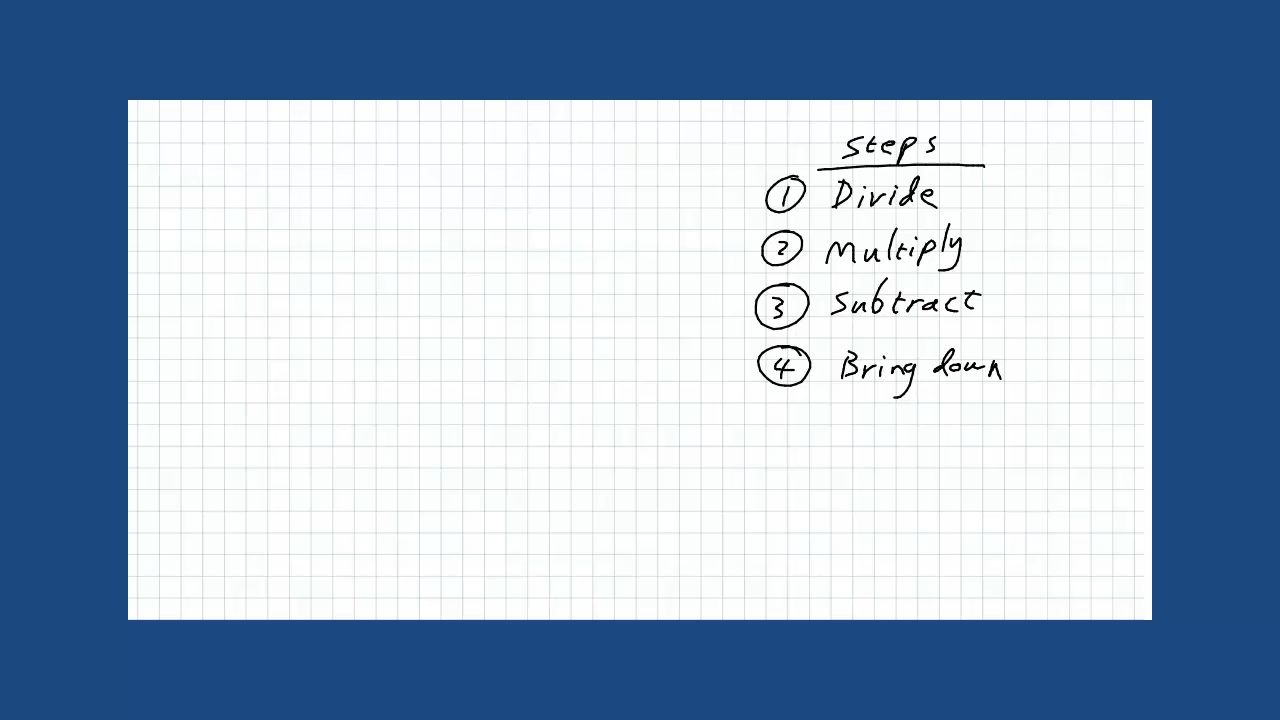 Steps
① Divide
② Multiply
③ Subtract
④ Bring down